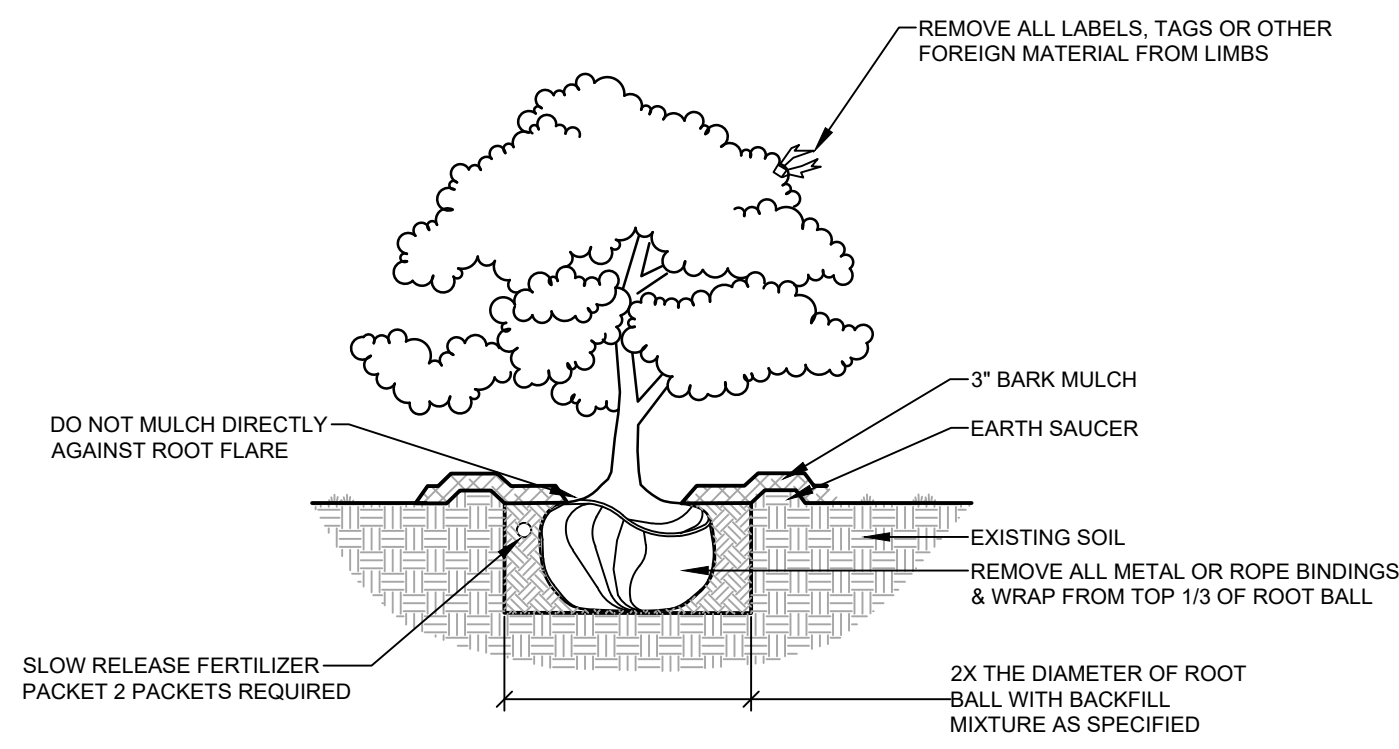 REMOVE ALL LABELS, TAGS OR OTHER
FOREIGN MATERIAL FROM LIMBS
3" BARK MULCH
DO NOT MULCH DIRECTLY
AGAINST ROOT FLARE
EARTH SAUCER
EXISTING SOIL
REMOVE ALL METAL OR ROPE BINDINGS
& WRAP FROM TOP 1/3 OF ROOT BALL
SLOW RELEASE FERTILIZER
PACKET 2 PACKETS REQUIRED
2X THE DIAMETER OF ROOT
BALL WITH BACKFILL
MIXTURE AS SPECIFIED